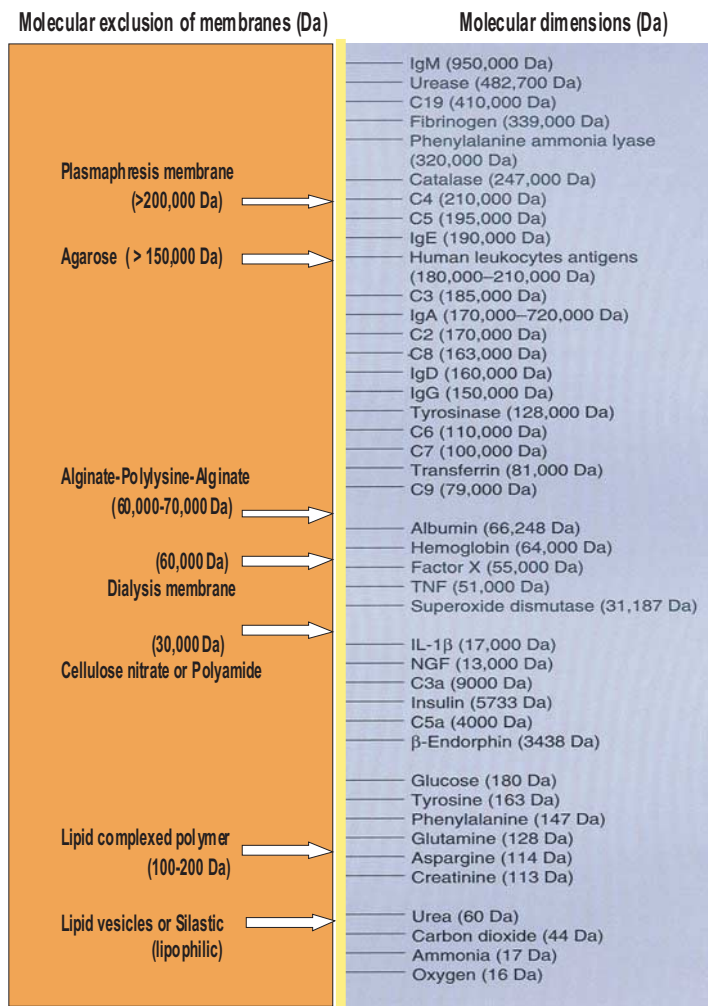 Molecular exclusion of membranes (Da)
Molecular dimensions (Da)
Plasmaphresis membrane
(>200,000 Da)
Agarose ( > 150,000 Da)
Alginate-Polylysine-Alginate
(60,000-70,000 Da)
(60,000 Da)
Dialysis membrane
(30,000 Da)
Cellulose nitrate or Polyamide
Lipid complexed polymer
(100-200 Da)
Lipid vesicles or Silastic
(lipophilic)
IgM (950,000 Da)
Urease (482,700 Da)
C19 (410,000 Da)
Fibrinogen (339,000 Da)
Phenylalanine ammonia lyase
(320,000 Da)
Catalase (247,000 Da)
C4 (210,000 Da)
C5 (195,000 Da)
IgE (190,000 Da)
Human leukocytes antigens
(180,000–210,000 Da)
C3 (185,000 Da)
IgA (170,000–720,000 Da)
C2 (170,000 Da)
C8 (163,000 Da)
IgD (160,000 Da)
IgG (150,000 Da)
Tyrosinase (128,000 Da)
C6 (110,000 Da)
C7 (100,000 Da)
Transferrin (81,000 Da)
C9 (79,000 Da)
Albumin (66,248 Da)
Hemoglobin (64,000 Da)
Factor X (55,000 Da)
TNF (51,000 Da)
Superoxide dismutase (31,187 Da)
IL-1β (17,000 Da)
NGF (13,000 Da)
C3a (9000 Da)
Insulin (5733 Da)
C5a (4000 Da)
β-Endorphin (3438 Da)
Glucose (180 Da)
Tyrosine (163 Da)
Phenylalanine (147 Da)
Glutamine (128 Da)
Aspargine (114 Da)
Creatinine (113 Da)
Urea (60 Da)
Carbon dioxide (44 Da)
Ammonia (17 Da)
Oxygen (16 Da)